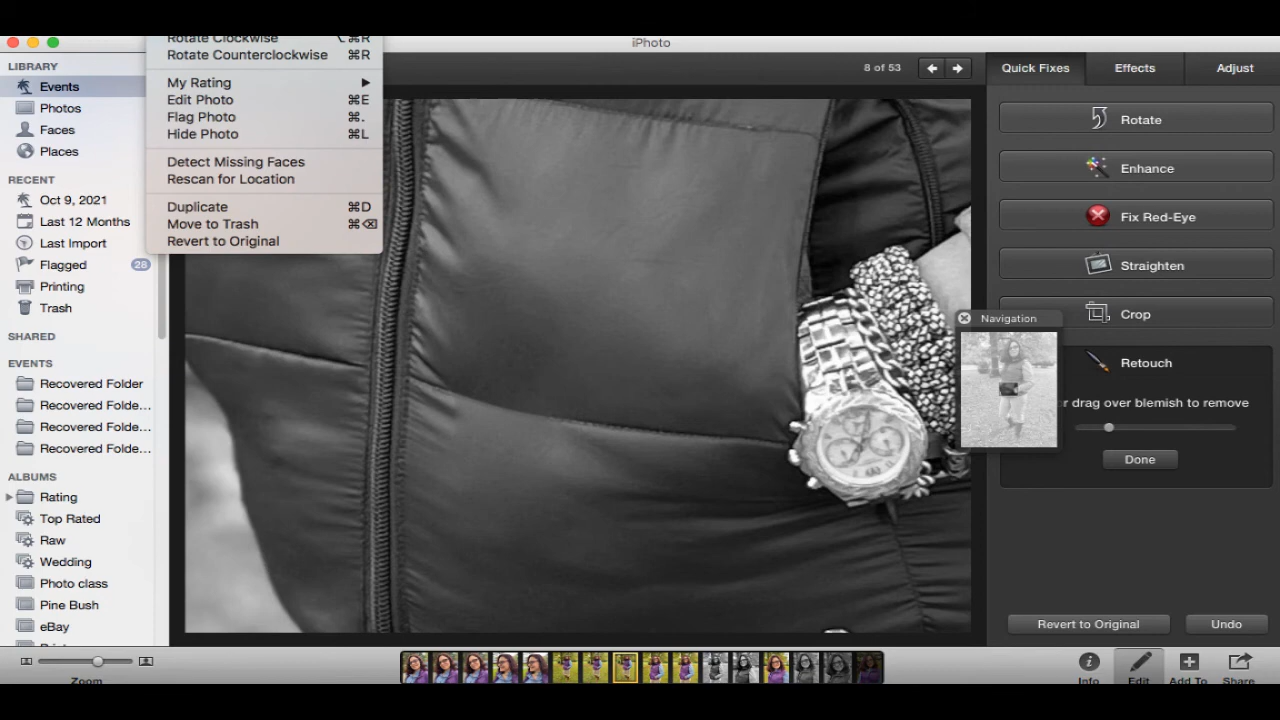 iPhoto
Rotate Clockwise ⌥⌘R
Rotate Counterclockwise ⌘R
My Rating ▶
Edit Photo ⌘E
Flag Photo ⌘.
Hide Photo ⌘L
Detect Missing Faces
Rescan for Location
Duplicate ⌘D
Move to Trash ⌘⌫
Revert to Original
LIBRARY
Events
Photos
Faces
Places
RECENT
Oct 9, 2021
Last 12 Months
Last Import
Flagged 28
Printing
Trash
SHARED
EVENTS
Recovered Folder
Recovered Folde...
Recovered Folde...
Recovered Folde...
ALBUMS
Rating
Top Rated
Raw
Wedding
Photo class
Pine Bush
eBay
Zoom
8 of 53
Navigation
Quick Fixes Effects Adjust
Rotate
Enhance
Fix Red-Eye
Straighten
Crop
Retouch
r drag over blemish to remove
Done
Revert to Original Undo
Info Edit Add To Share